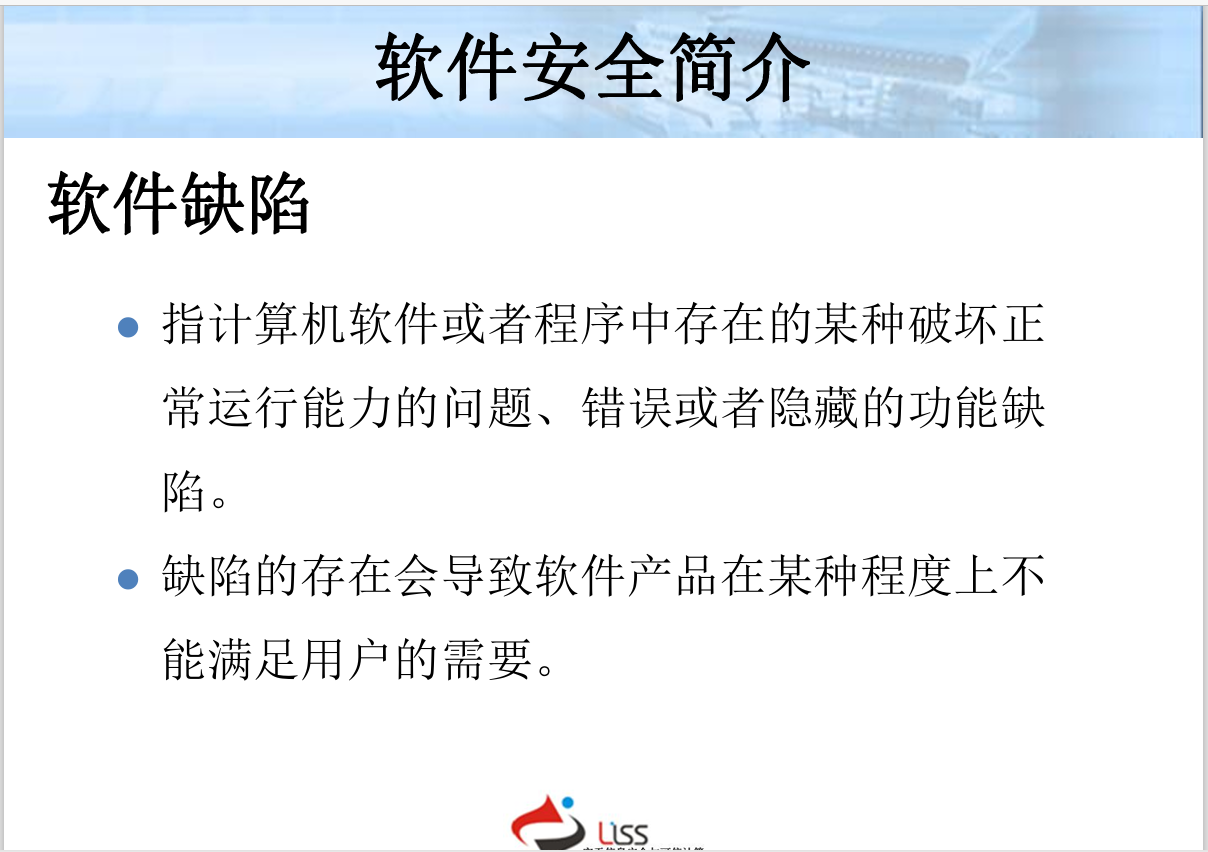 软件安全简介
软件缺陷
指计算机软件或者程序中存在的某种破坏正
常运行能力的问题、错误或者隐藏的功能缺
陷。
缺陷的存在会导致软件产品在某种程度上不
能满足用户的需要。
LISS